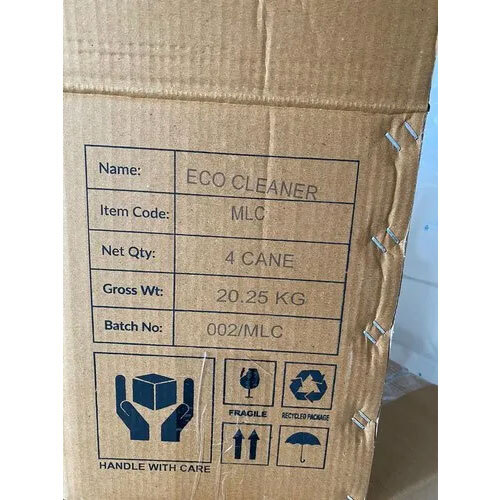 Name: ECO CLEANER
Item Code: MLC
Net Qty: 4 CANE
Gross Wt: 20.25 KG
Batch No: 002/MLC
FRAGILE
RECYCLED PACKAGE
HANDLE WITH CARE